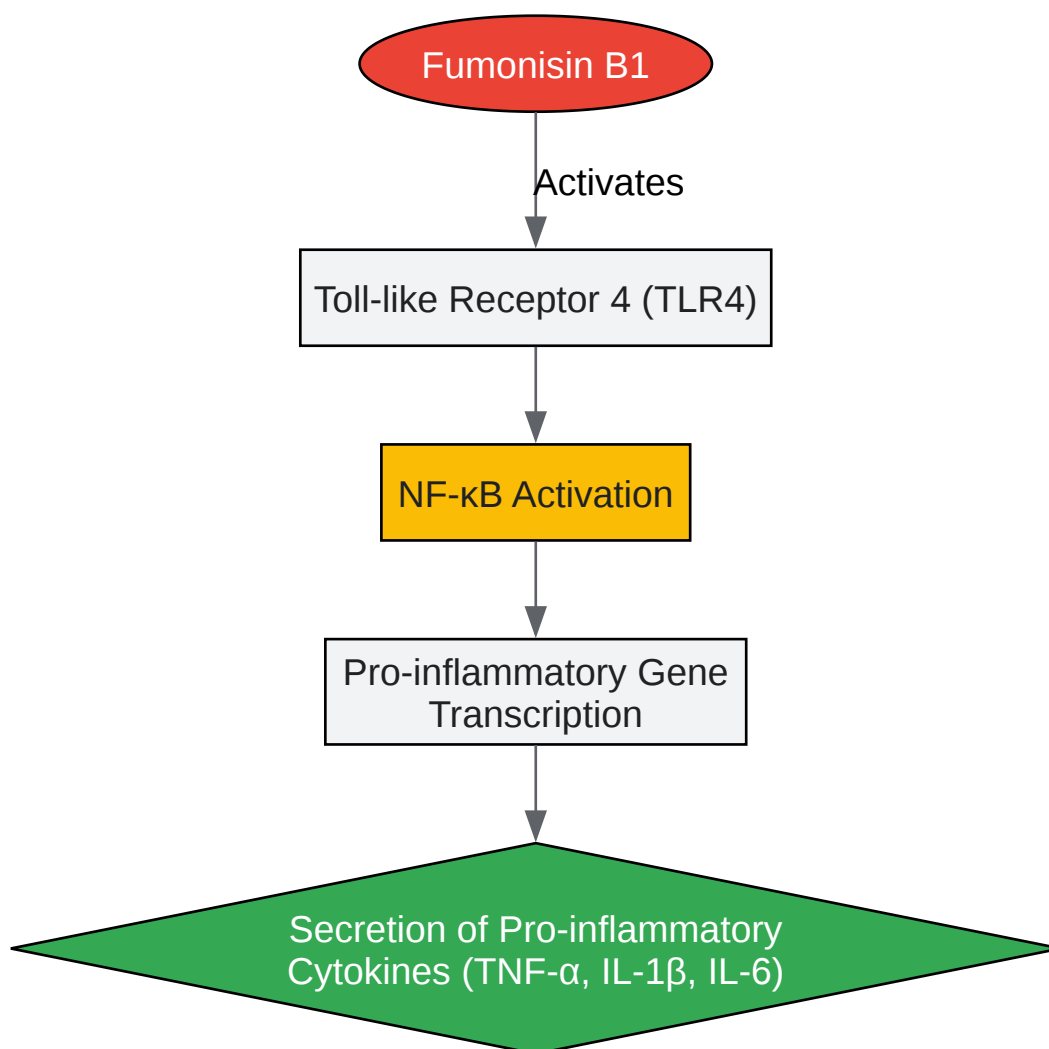 Fumonisin B1
Activates
Toll-like Receptor 4 (TLR4)
NF-κB Activation
Pro-inflammatory Gene
Transcription
Secretion of Pro-inflammatory
Cytokines (TNF-α, IL-1β, IL-6)